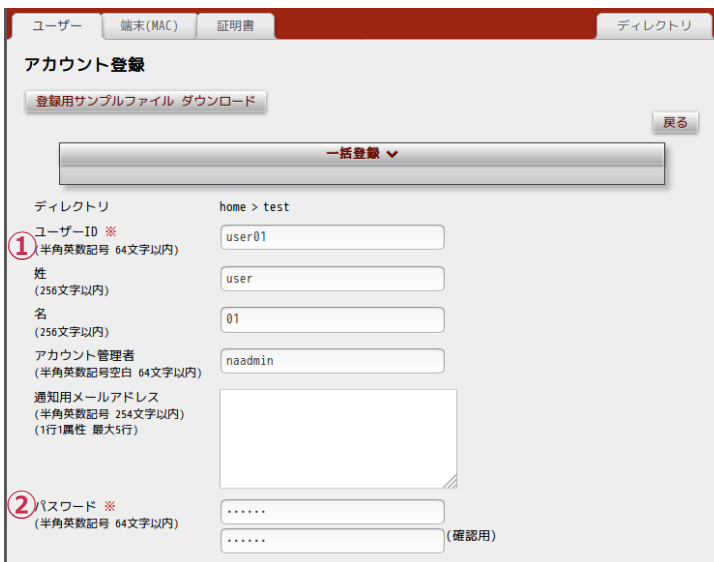 ユーザー 端末(MAC) 証明書 ディレクトリ
アカウント登録
登録用サンプルファイル ダウンロード
戻る
一括登録
ディレクトリ home > test
ユーザーID ※ user01
①
(半角英数記号 64文字以内)
姓 user
(256文字以内)
名 01
(256文字以内)
アカウント管理者 naadmin
(半角英数記号空白 64文字以内)
通知用メールアドレス
(半角英数記号 254文字以内)
(1行1属性 最大5行)
② パスワード ※ ······
(半角英数記号 64文字以内)
······ (確認用)